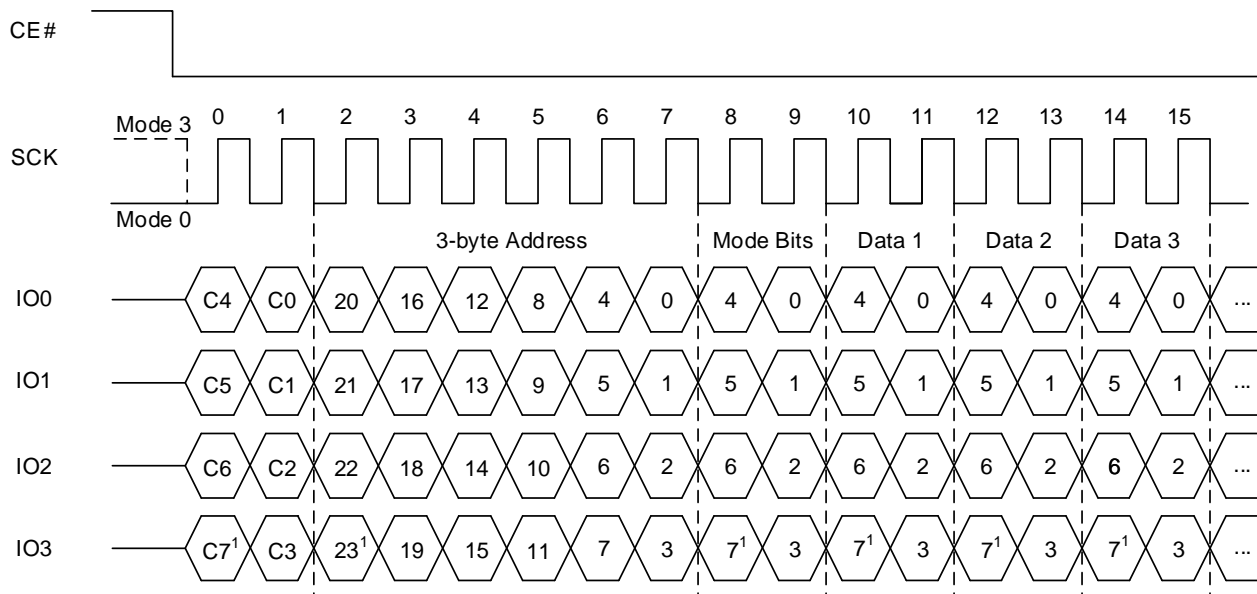 CE#
0 1 2 3 4 5 6 7 8 9 10 11 12 13 14 15
Mode 3
SCK
Mode 0
3-byte Address Mode Bits Data 1 Data 2 Data 3
IO0 C4 C0 20 16 12 8 4 0 4 0 4 0 4 0 4 0 ...
IO1 C5 C1 21 17 13 9 5 1 5 1 5 1 5 1 5 1 ...
IO2 C6 C2 22 18 14 10 6 2 6 2 6 2 6 2 6 2 ...
IO3 C7¹ C3 23¹ 19 15 11 7 3 7¹ 3 7¹ 3 7¹ 3 7¹ 3 ...